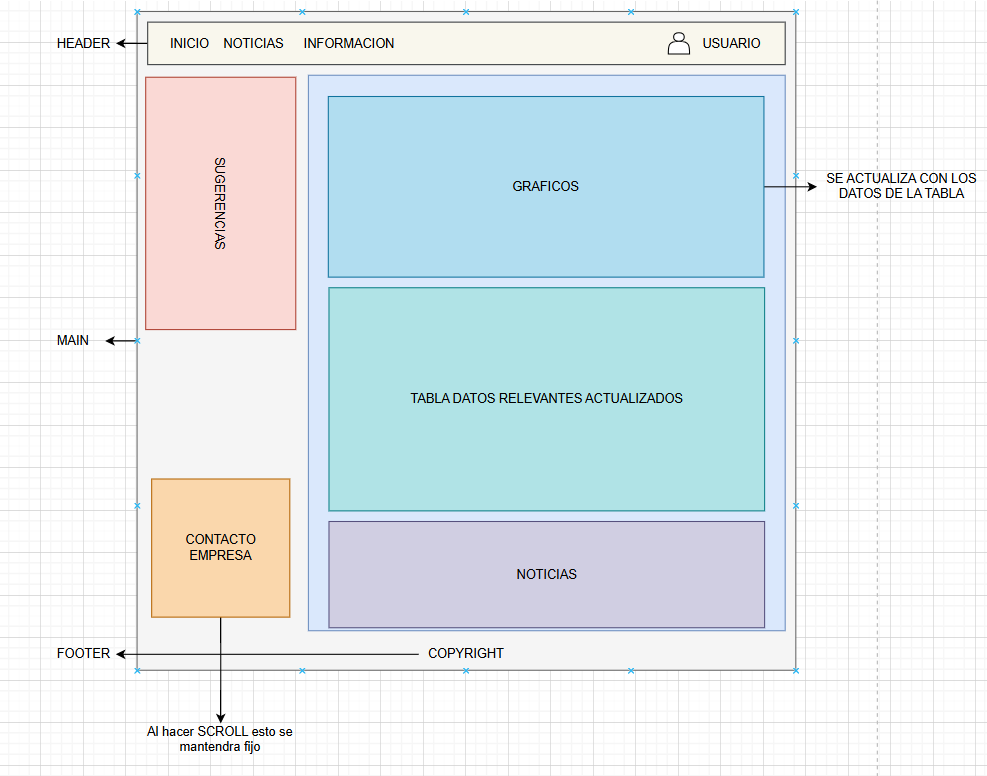 HEADER
INICIO NOTICIAS INFORMACION
USUARIO
SUGERENCIAS
GRAFICOS
SE ACTUALIZA CON LOS
DATOS DE LA TABLA
MAIN
TABLA DATOS RELEVANTES ACTUALIZADOS
CONTACTO
EMPRESA
NOTICIAS
FOOTER
COPYRIGHT
Al hacer SCROLL esto se
mantendra fijo